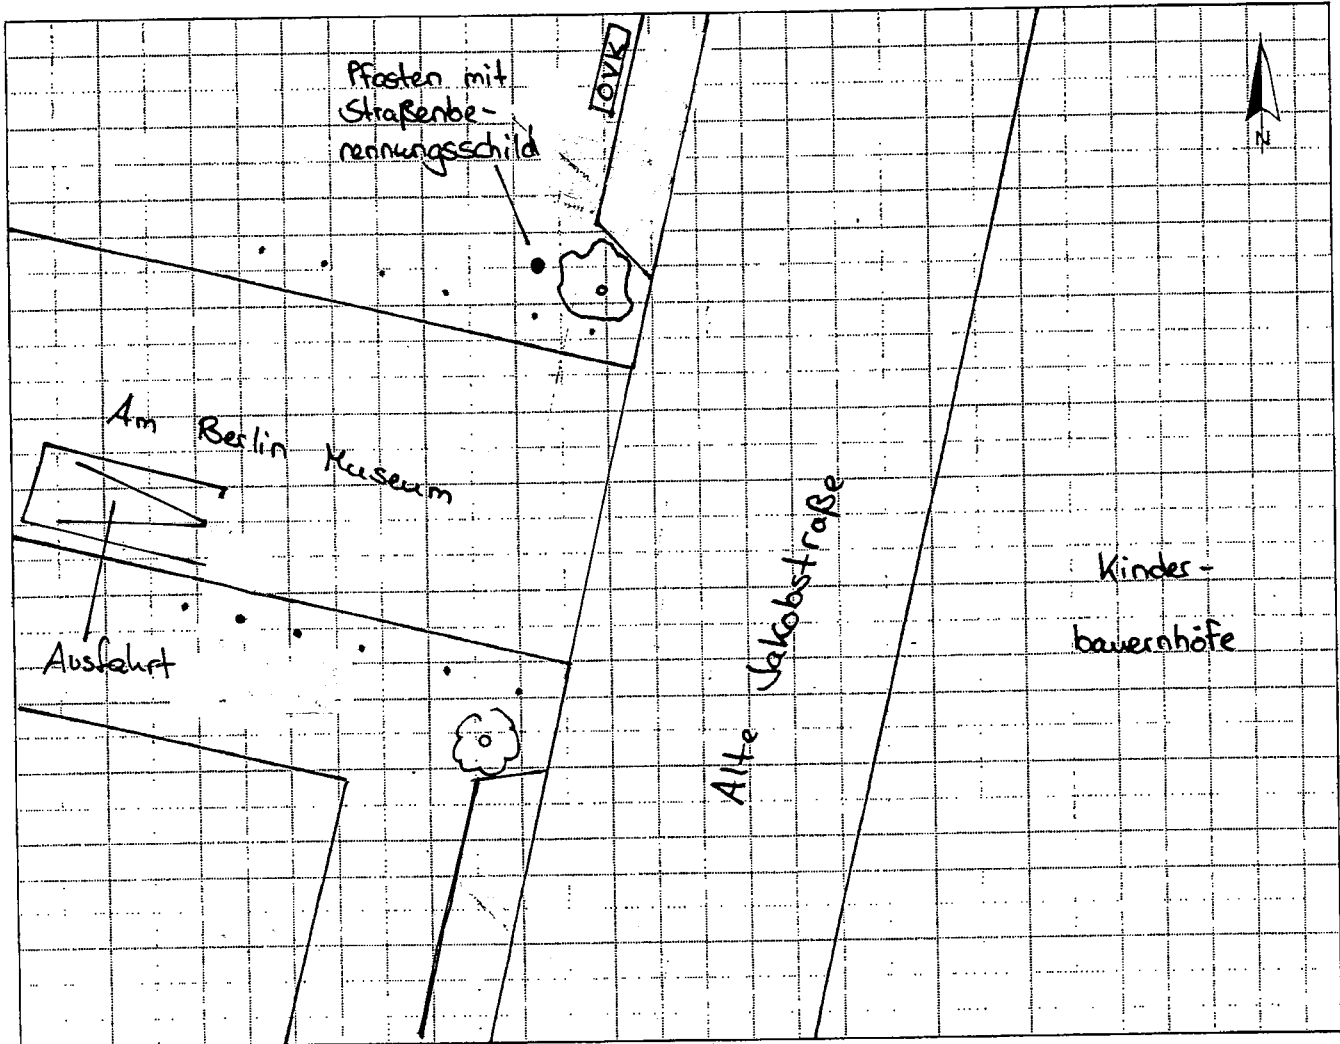 Pfosten mit
Straßenbe-
nennungsschild
OVK
N
Am Berlin Museum
Ausfahrt
Alte Jakobstraße
Kinder-
bauernhöfe